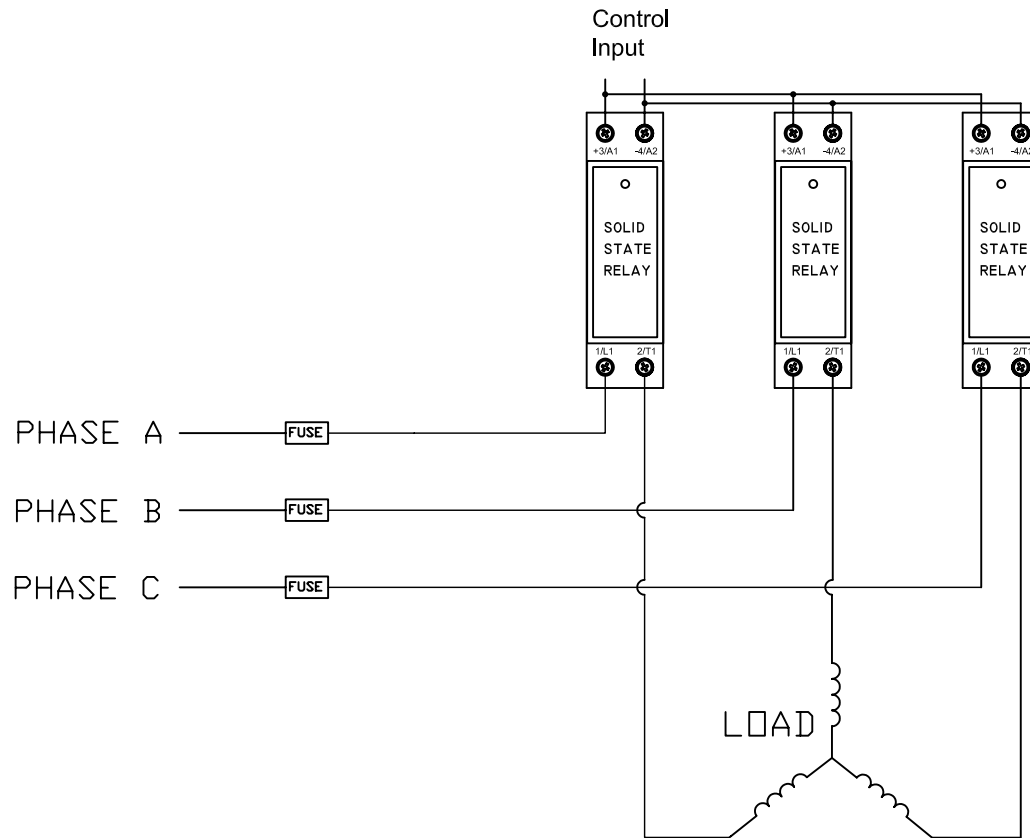 Control
Input
+3/A1 -4/A2
+3/A1 -4/A2
+3/A1 -4/A2
SOLID
STATE
RELAY
SOLID
STATE
RELAY
SOLID
STATE
RELAY
1/L1 2/T1
1/L1 2/T1
1/L1 2/T1
PHASE A FUSE
PHASE B FUSE
PHASE C FUSE
LOAD